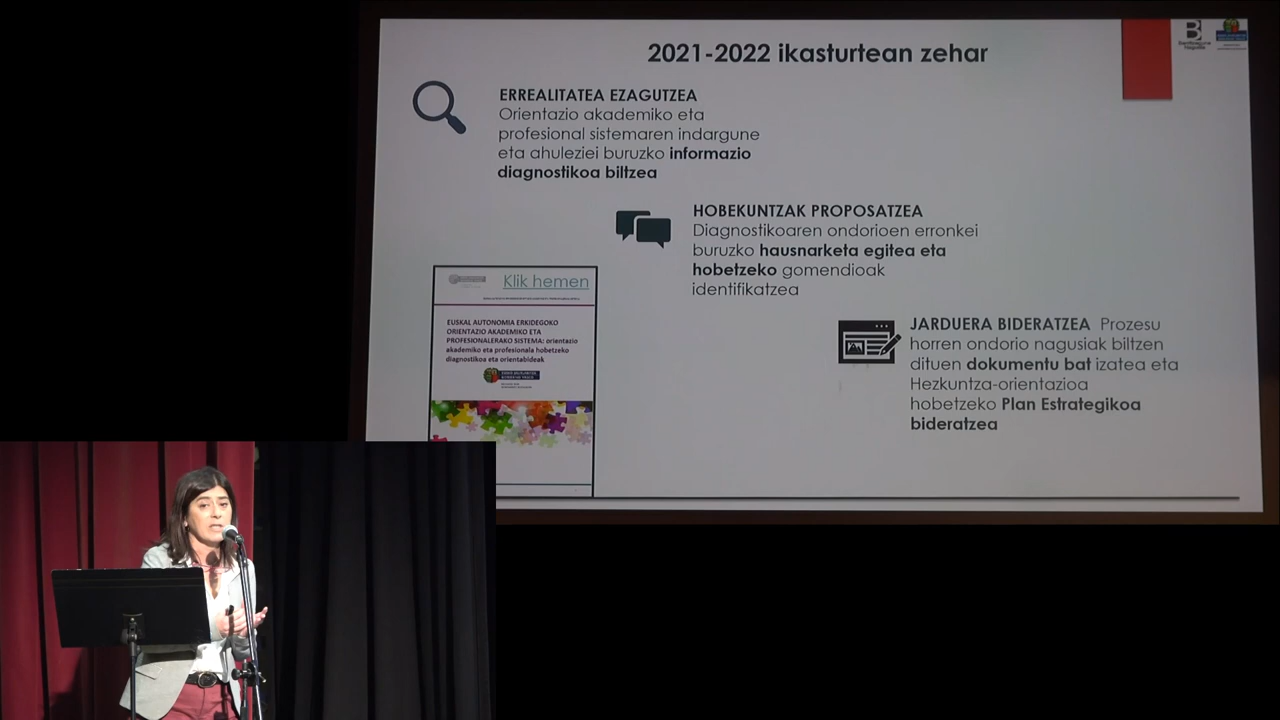 2021-2022 ikasturtean zehar
ERREALITATEA EZAGUTZEA
Orientazio akademiko eta
profesional sistemaren indargune
eta ahuleziei buruzko informazio
diagnostikoa biltzea
HOBEKUNTZAK PROPOSATZEA
Diagnostikoaren ondorioen erronkei
buruzko hausnarketa egitea eta
hobetzeko gomendioak
identifikatzea
Klik hemen
EUSKAL AUTONOMIA ERKIDEGOKO
ORIENTAZIO AKADEMIKO ETA
PROFESIONALERAKO SISTEMA: orientazio
akademiko eta profesionala hobetzeko
diagnostikoa eta orientabideak
JARDUERA BIDERATZEA Prozesu
horren ondorio nagusiak biltzen
dituen dokumentu bat izatea eta
Hezkuntza-orientazioa
hobetzeko Plan Estrategikoa
bideratzea